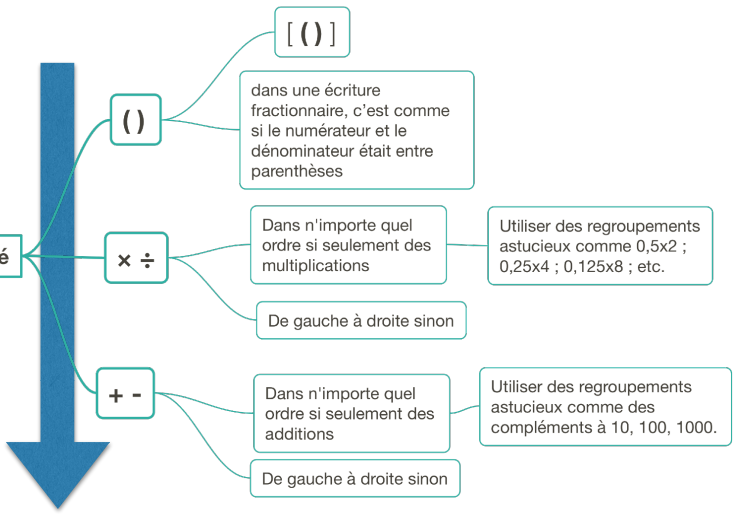 [ ( ) ]
( )
dans une écriture
fractionnaire, c'est comme
si le numérateur et le
dénominateur était entre
parenthèses
é
× ÷
Dans n'importe quel
ordre si seulement des
multiplications
Utiliser des regroupements
astucieux comme 0,5x2 ;
0,25x4 ; 0,125x8 ; etc.
De gauche à droite sinon
+ -
Dans n'importe quel
ordre si seulement des
additions
Utiliser des regroupements
astucieux comme des
compléments à 10, 100, 1000.
De gauche à droite sinon